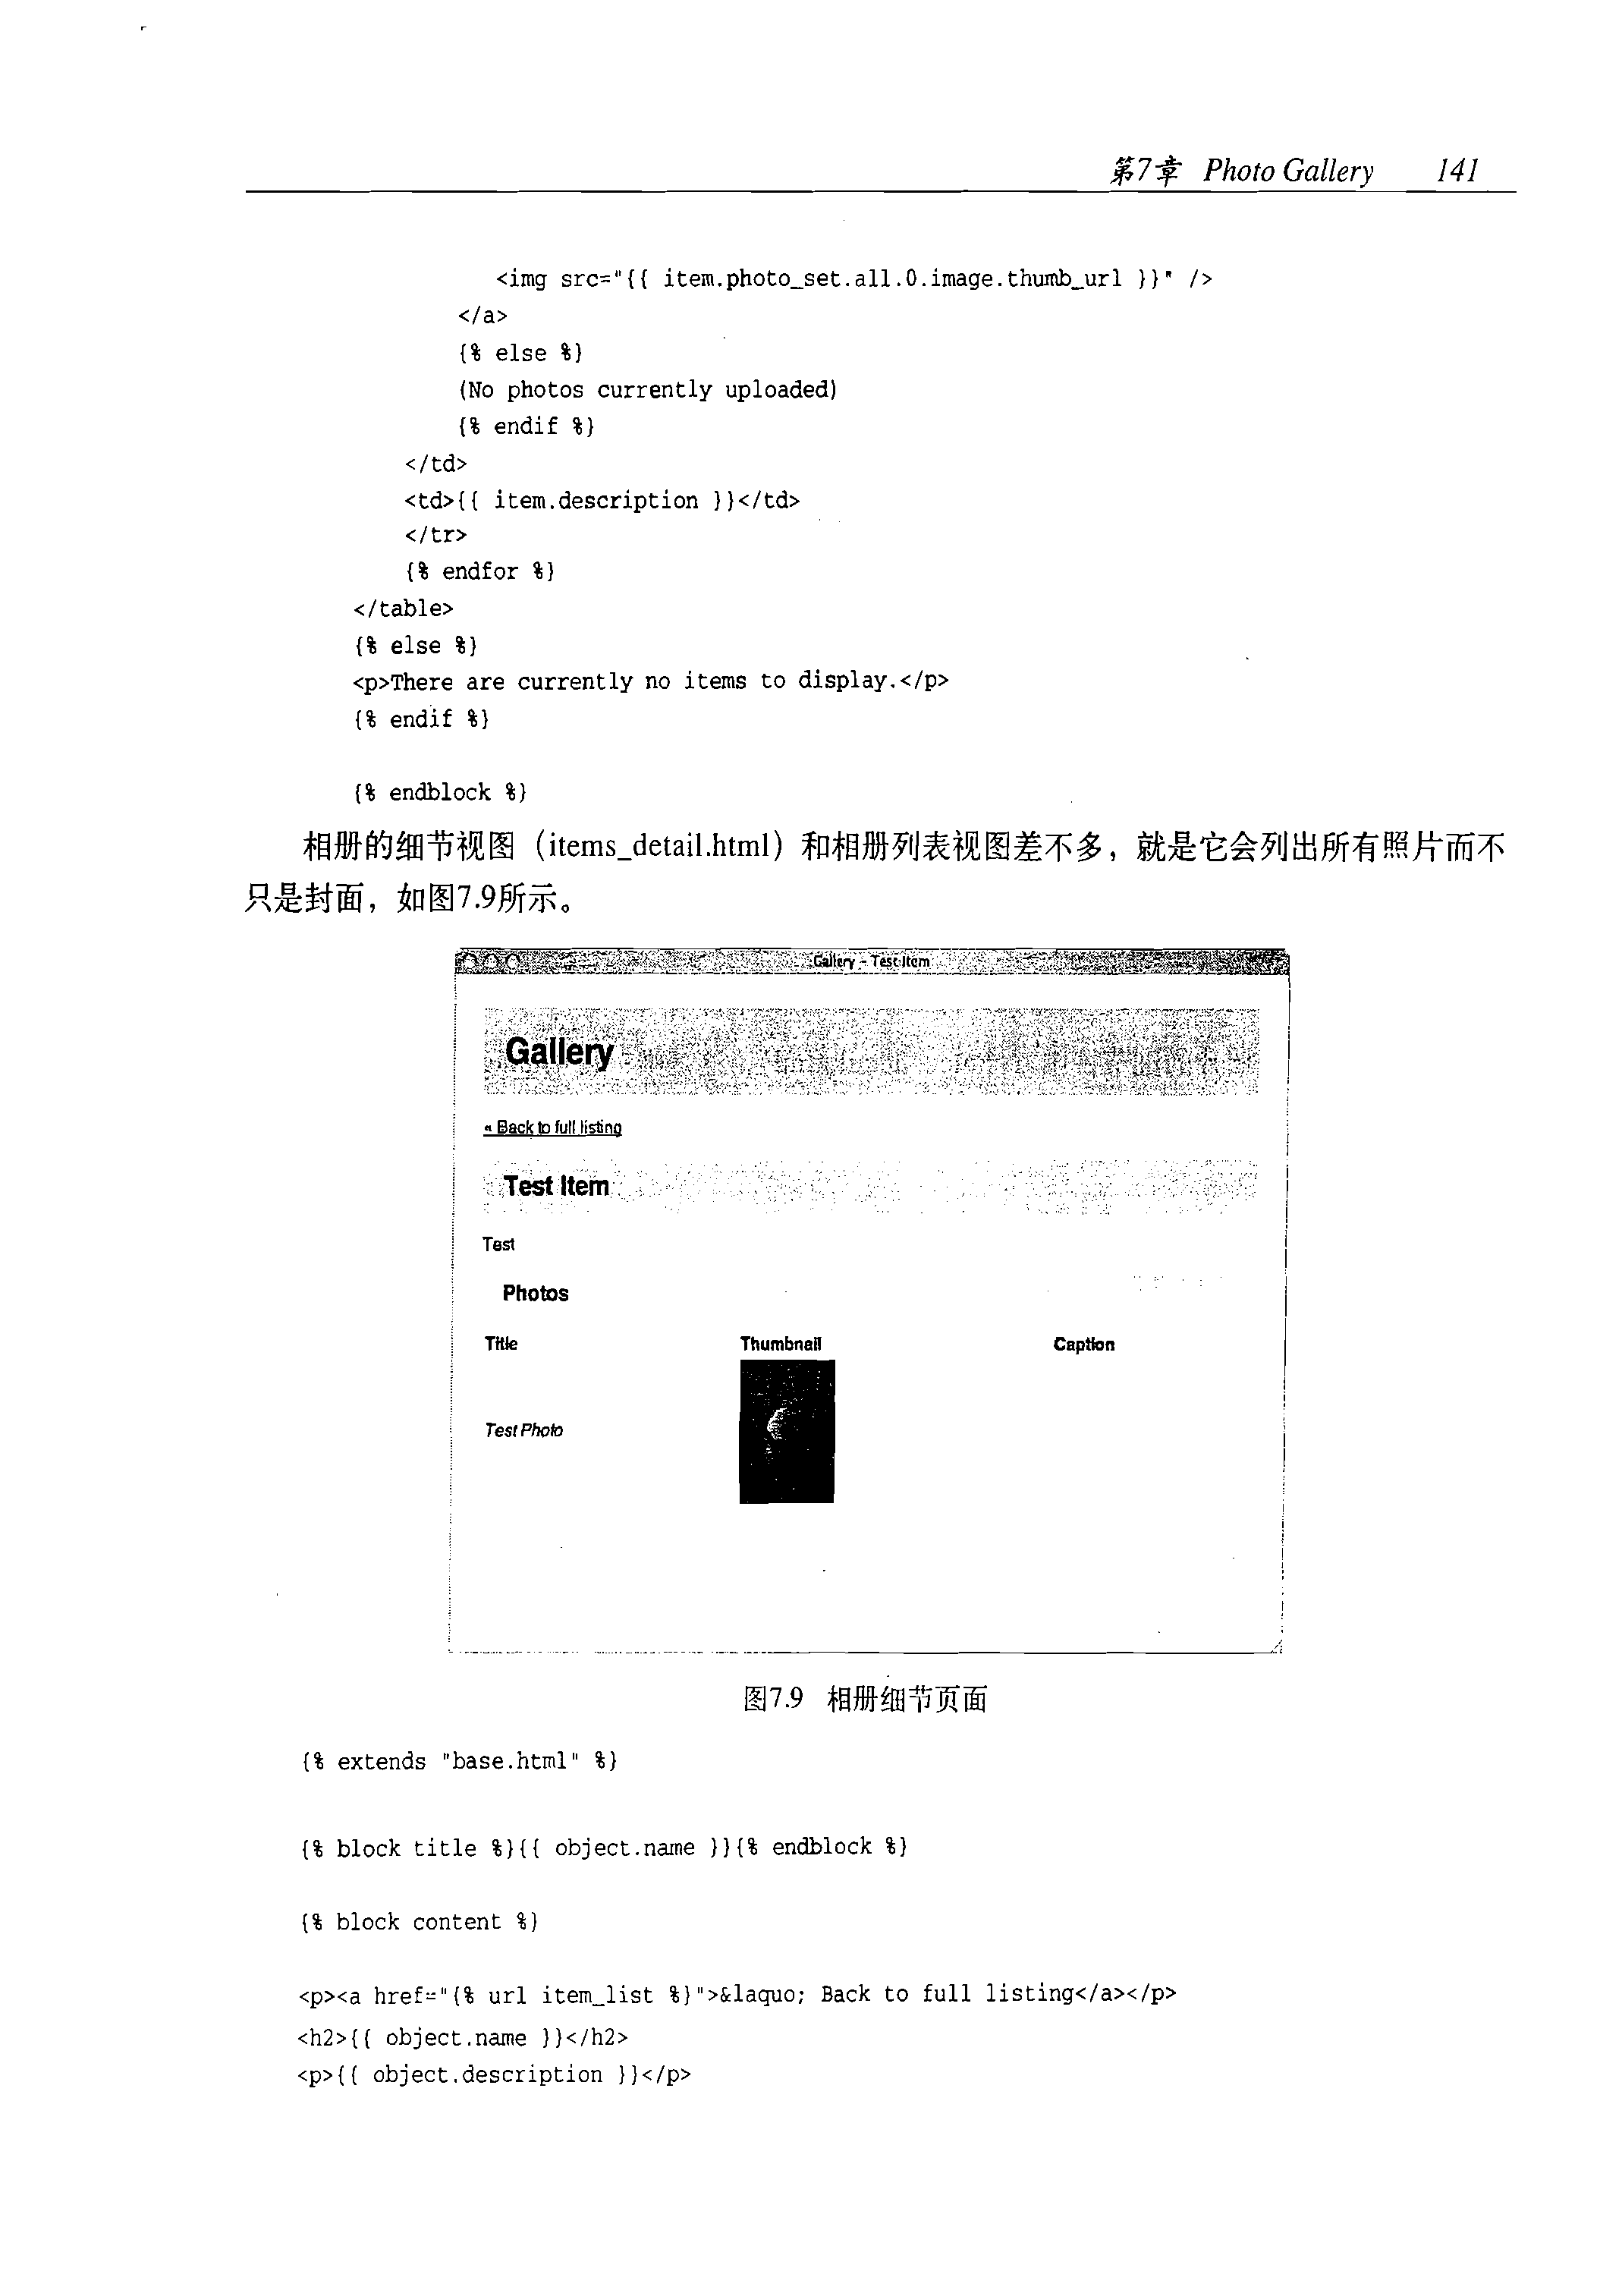 第7章 Photo Gallery 141
<img src="{{ item.photo_set.all.0.image.thumb_url }}" />
</a>
{% else %}
(No photos currently uploaded)
{% endif %}
</td>
<td>{{ item.description }}</td>
</tr>
{% endfor %}
</table>
{% else %}
<p>There are currently no items to display.</p>
{% endif %}
{% endblock %}
相册的细节视图（items_detail.html）和相册列表视图差不多，就是它会列出所有照片而不
只是封面，如图7.9所示。
Gallery - Test Item
Gallery
« Back to full listing
Test Item
Test
Photos
Title Thumbnail Caption
Test Photo
图7.9 相册细节页面
{% extends "base.html" %}
{% block title %}{{ object.name }}{% endblock %}
{% block content %}
<p><a href="{% url item_list %}">&laquo; Back to full listing</a></p>
<h2>{{ object.name }}</h2>
<p>{{ object.description }}</p>